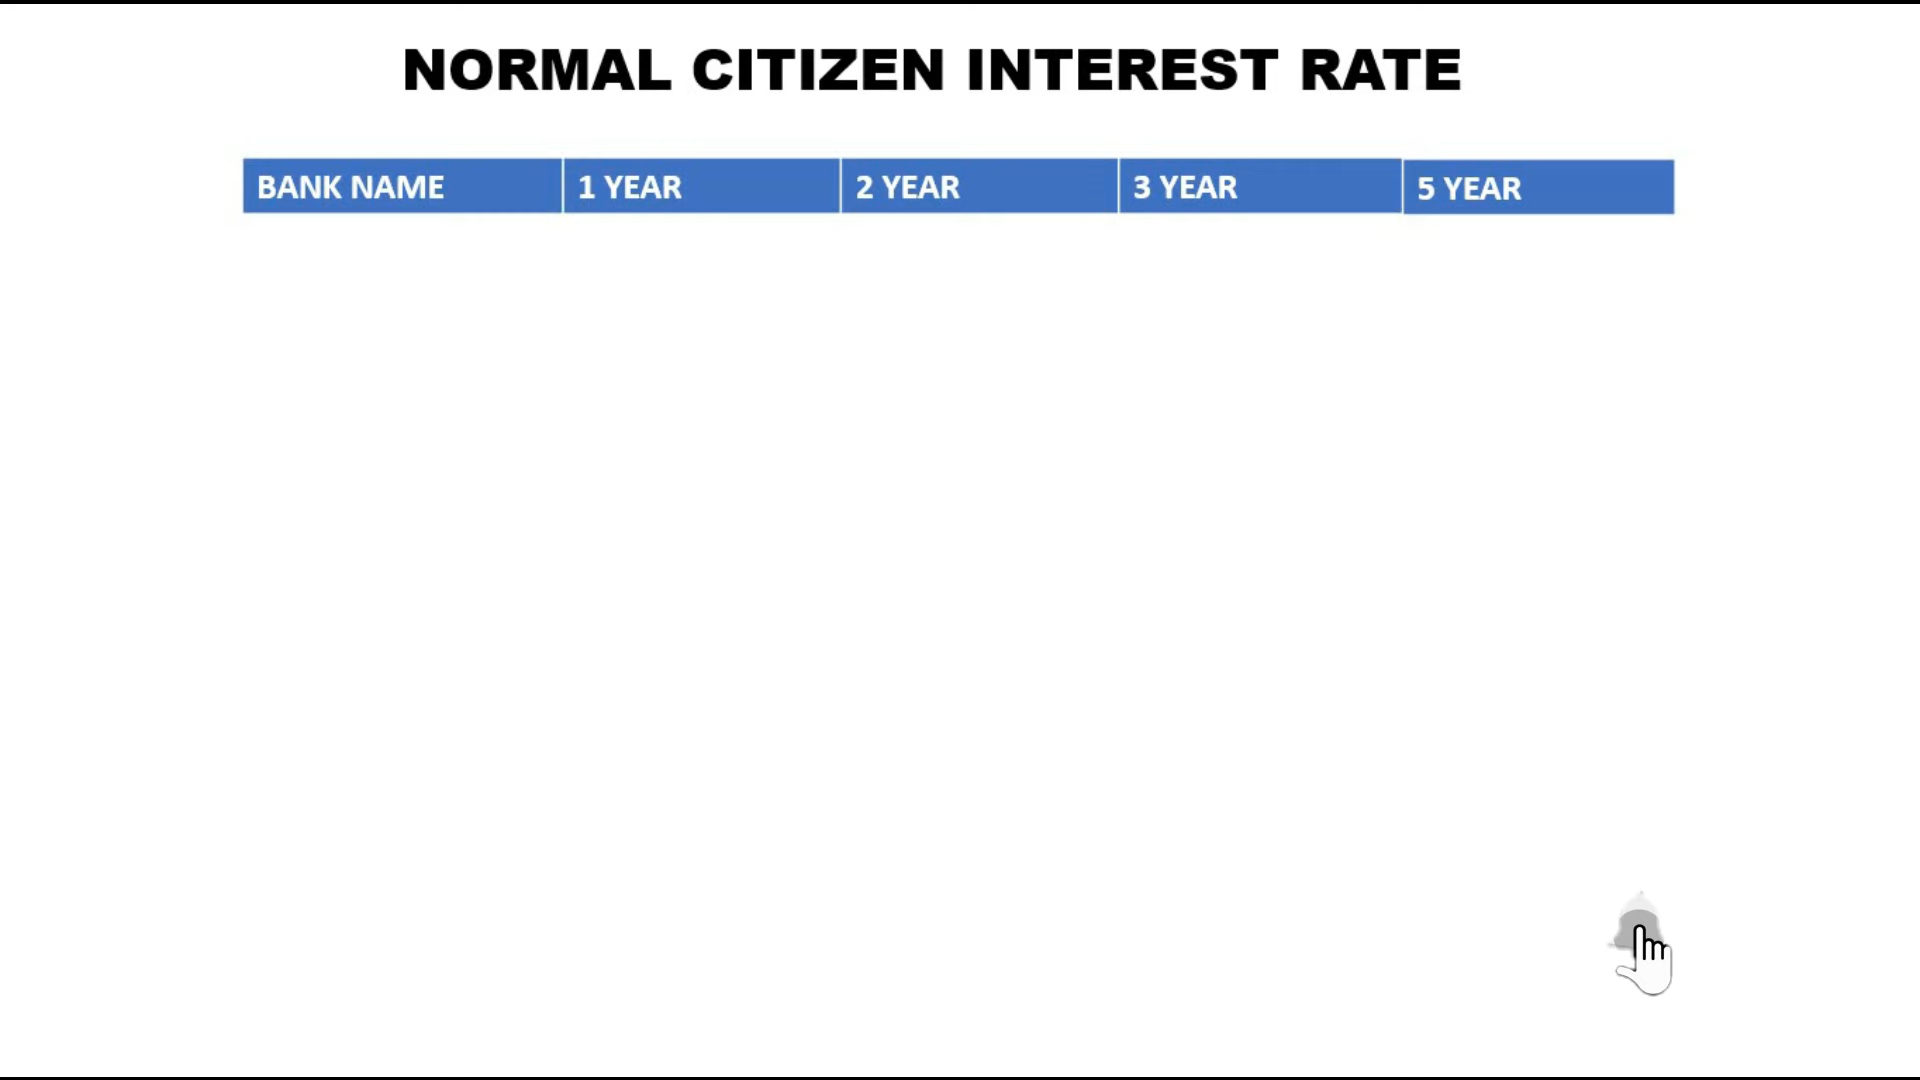 NORMAL CITIZEN INTEREST RATE
BANK NAME 1 YEAR 2 YEAR 3 YEAR 5 YEAR